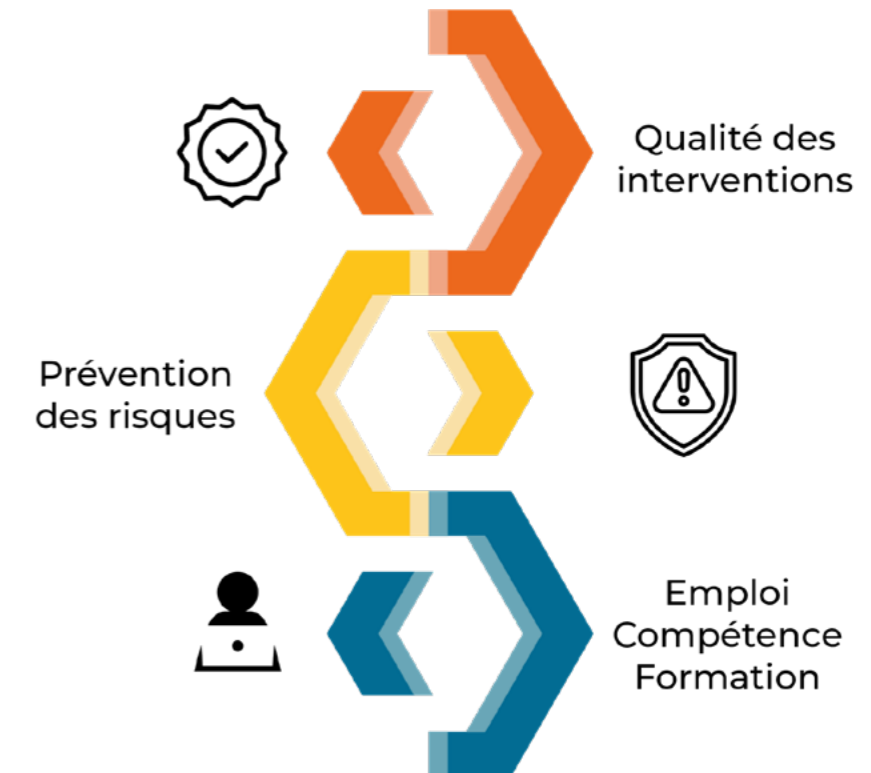 Qualité des
interventions
Prévention
des risques
Emploi
Compétence
Formation